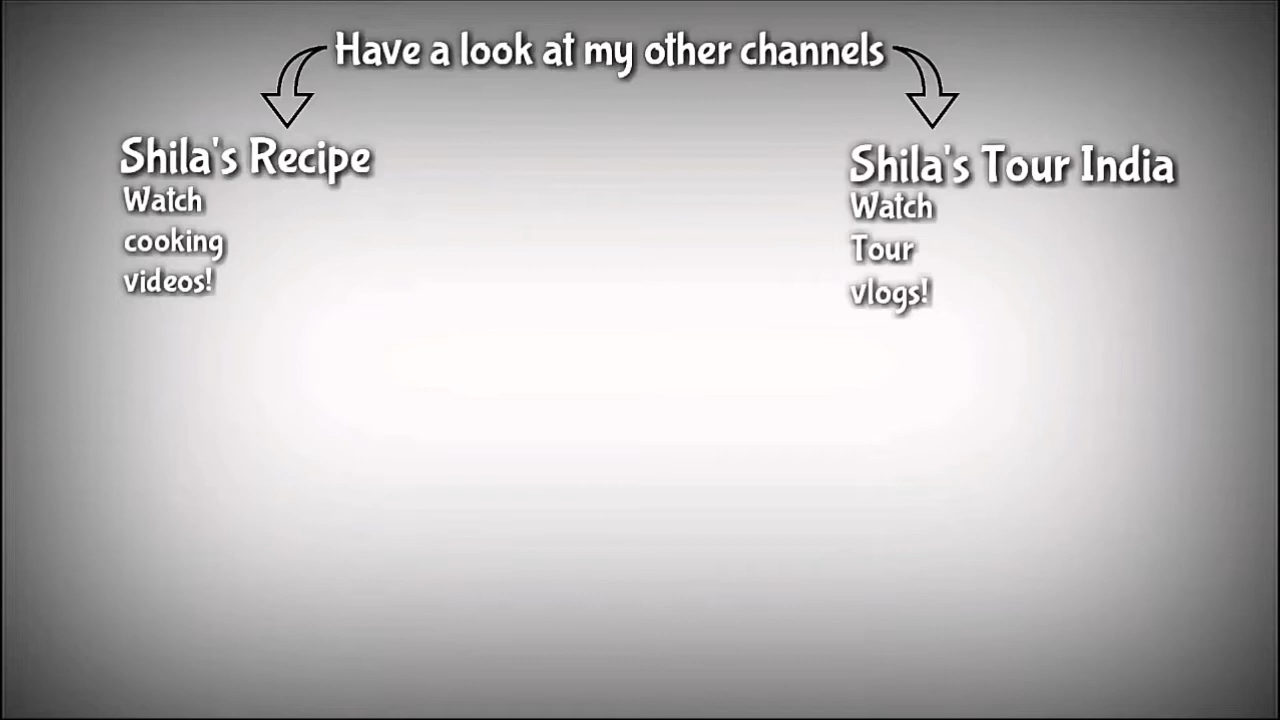 Have a look at my other channels
Shila's Recipe
Watch
cooking
videos!
Shila's Tour India
Watch
Tour
vlogs!